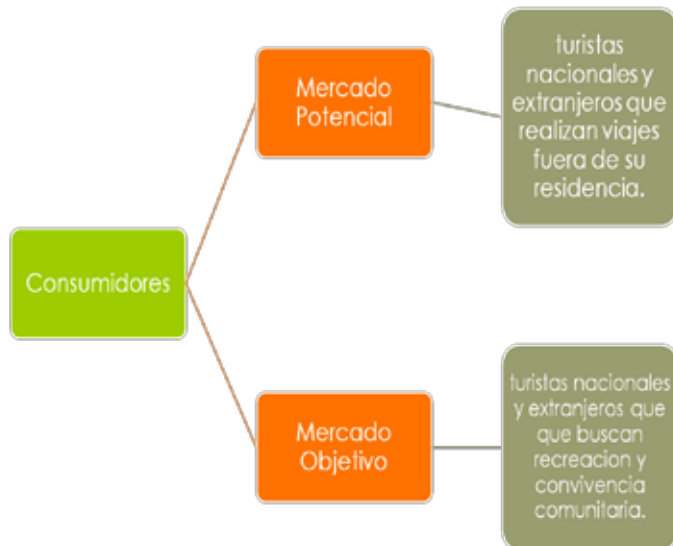 Consumidores
Mercado
Potencial
turistas
nacionales y
extranjeros que
realizan viajes
fuera de su
residencia.
Mercado
Objetivo
turistas nacionales
y extranjeros que
que buscan
recreacion y
convivencia
comunitaria.